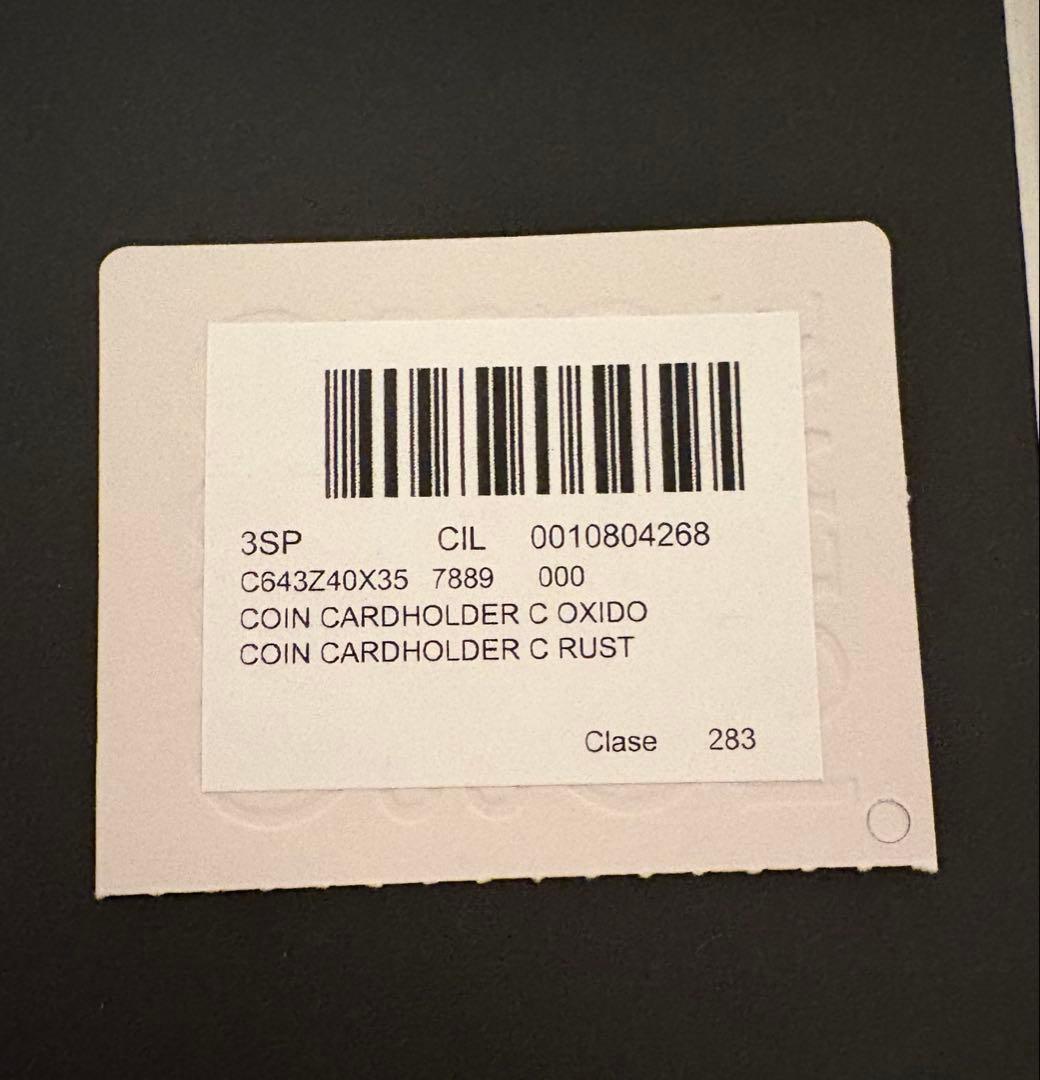 3SP CIL 0010804268
C643Z40X35 7889 000
COIN CARDHOLDER C OXIDO
COIN CARDHOLDER C RUST
Clase 283